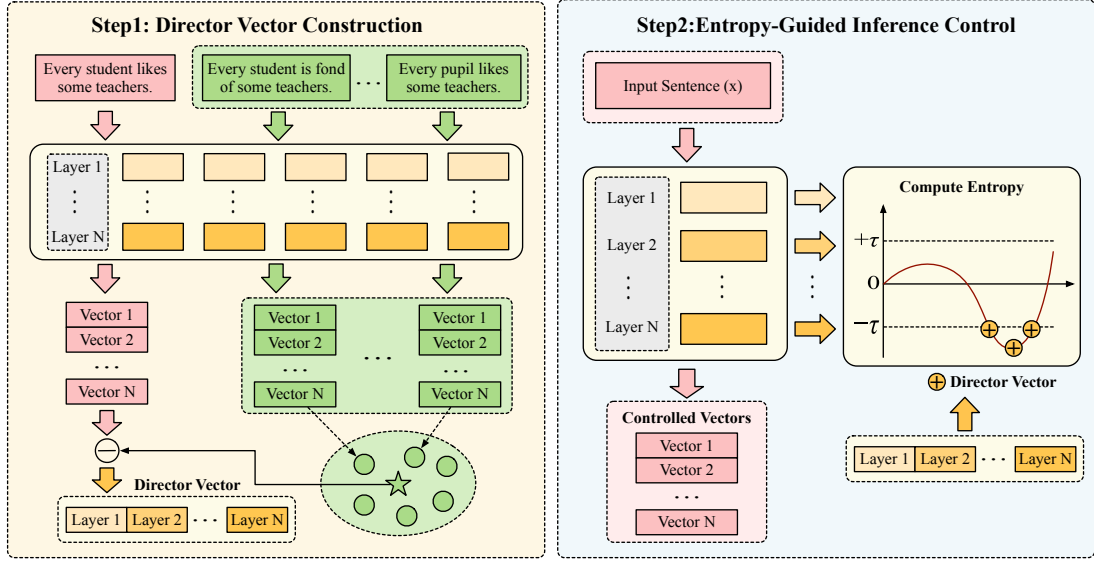 Step1: Director Vector Construction
Every student likes
some teachers.
Every student is fond
of some teachers.
...
Every pupil likes
some teachers.
Layer 1
Layer N
Vector 1
Vector 2
...
Vector N
Vector 1
Vector 2
Vector N
...
Vector 1
Vector 2
...
Vector N
Director Vector
Layer 1
Layer 2
...
Layer N
Step2:Entropy-Guided Inference Control
Input Sentence (x)
Layer 1
Layer 2
Layer N
Compute Entropy
+τ
0
−τ
Director Vector
Layer 1
Layer 2
...
Layer N
Controlled Vectors
Vector 1
Vector 2
...
Vector N